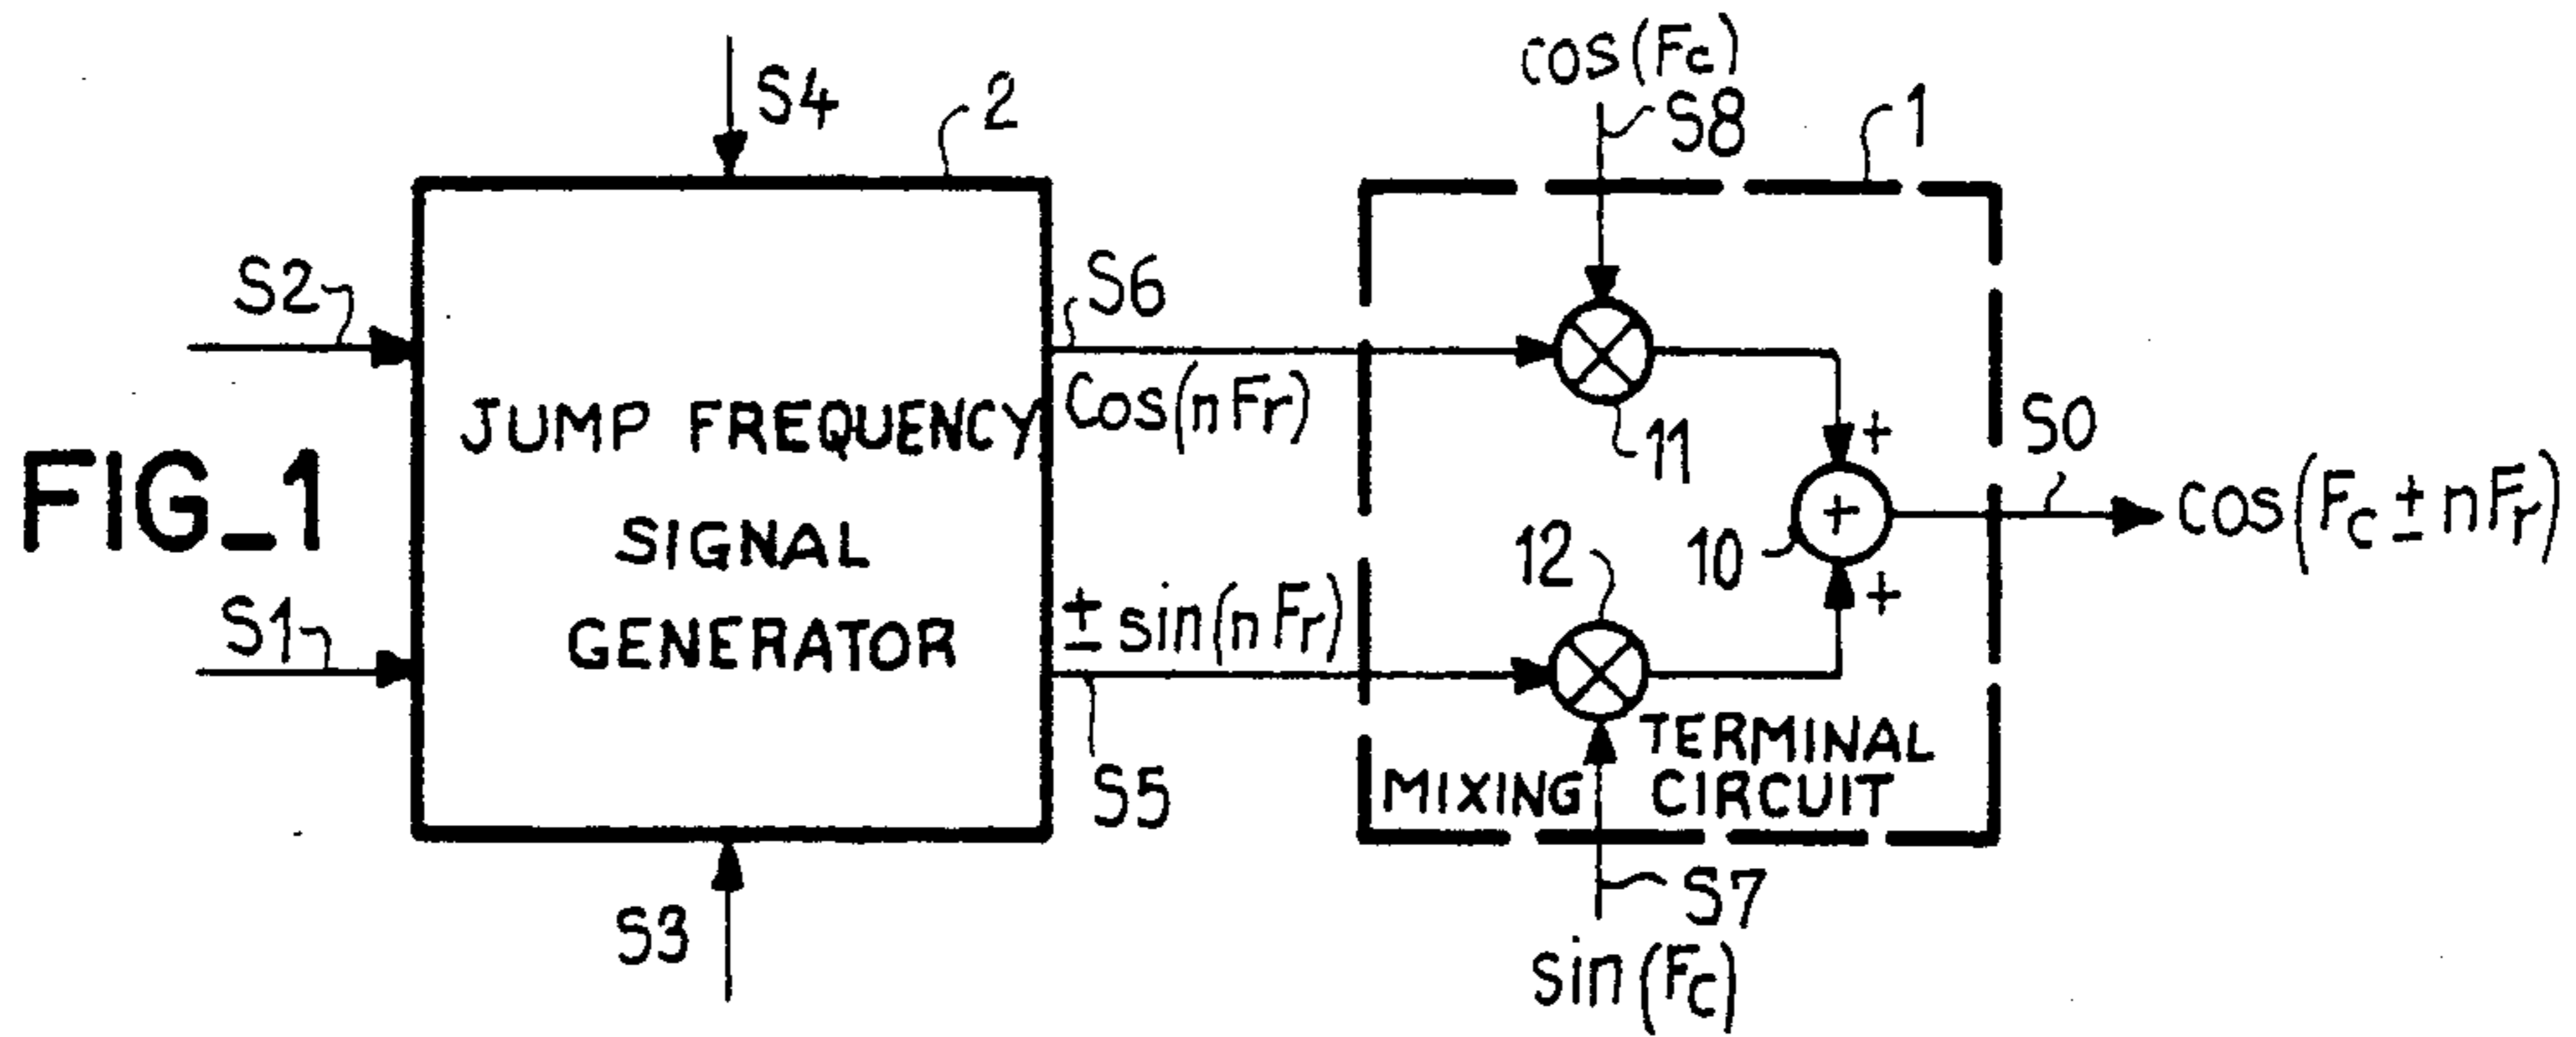 FIG_1
S4
2
S2
S1
S3
JUMP FREQUENCY
SIGNAL
GENERATOR
S6
Cos(nFr)
± sin(nFr)
S5
cos(Fc)
S8
1
11
+
12
10
+
+
S0
cos(Fc ± nFr)
MIXING TERMINAL
CIRCUIT
S7
sin(Fc)